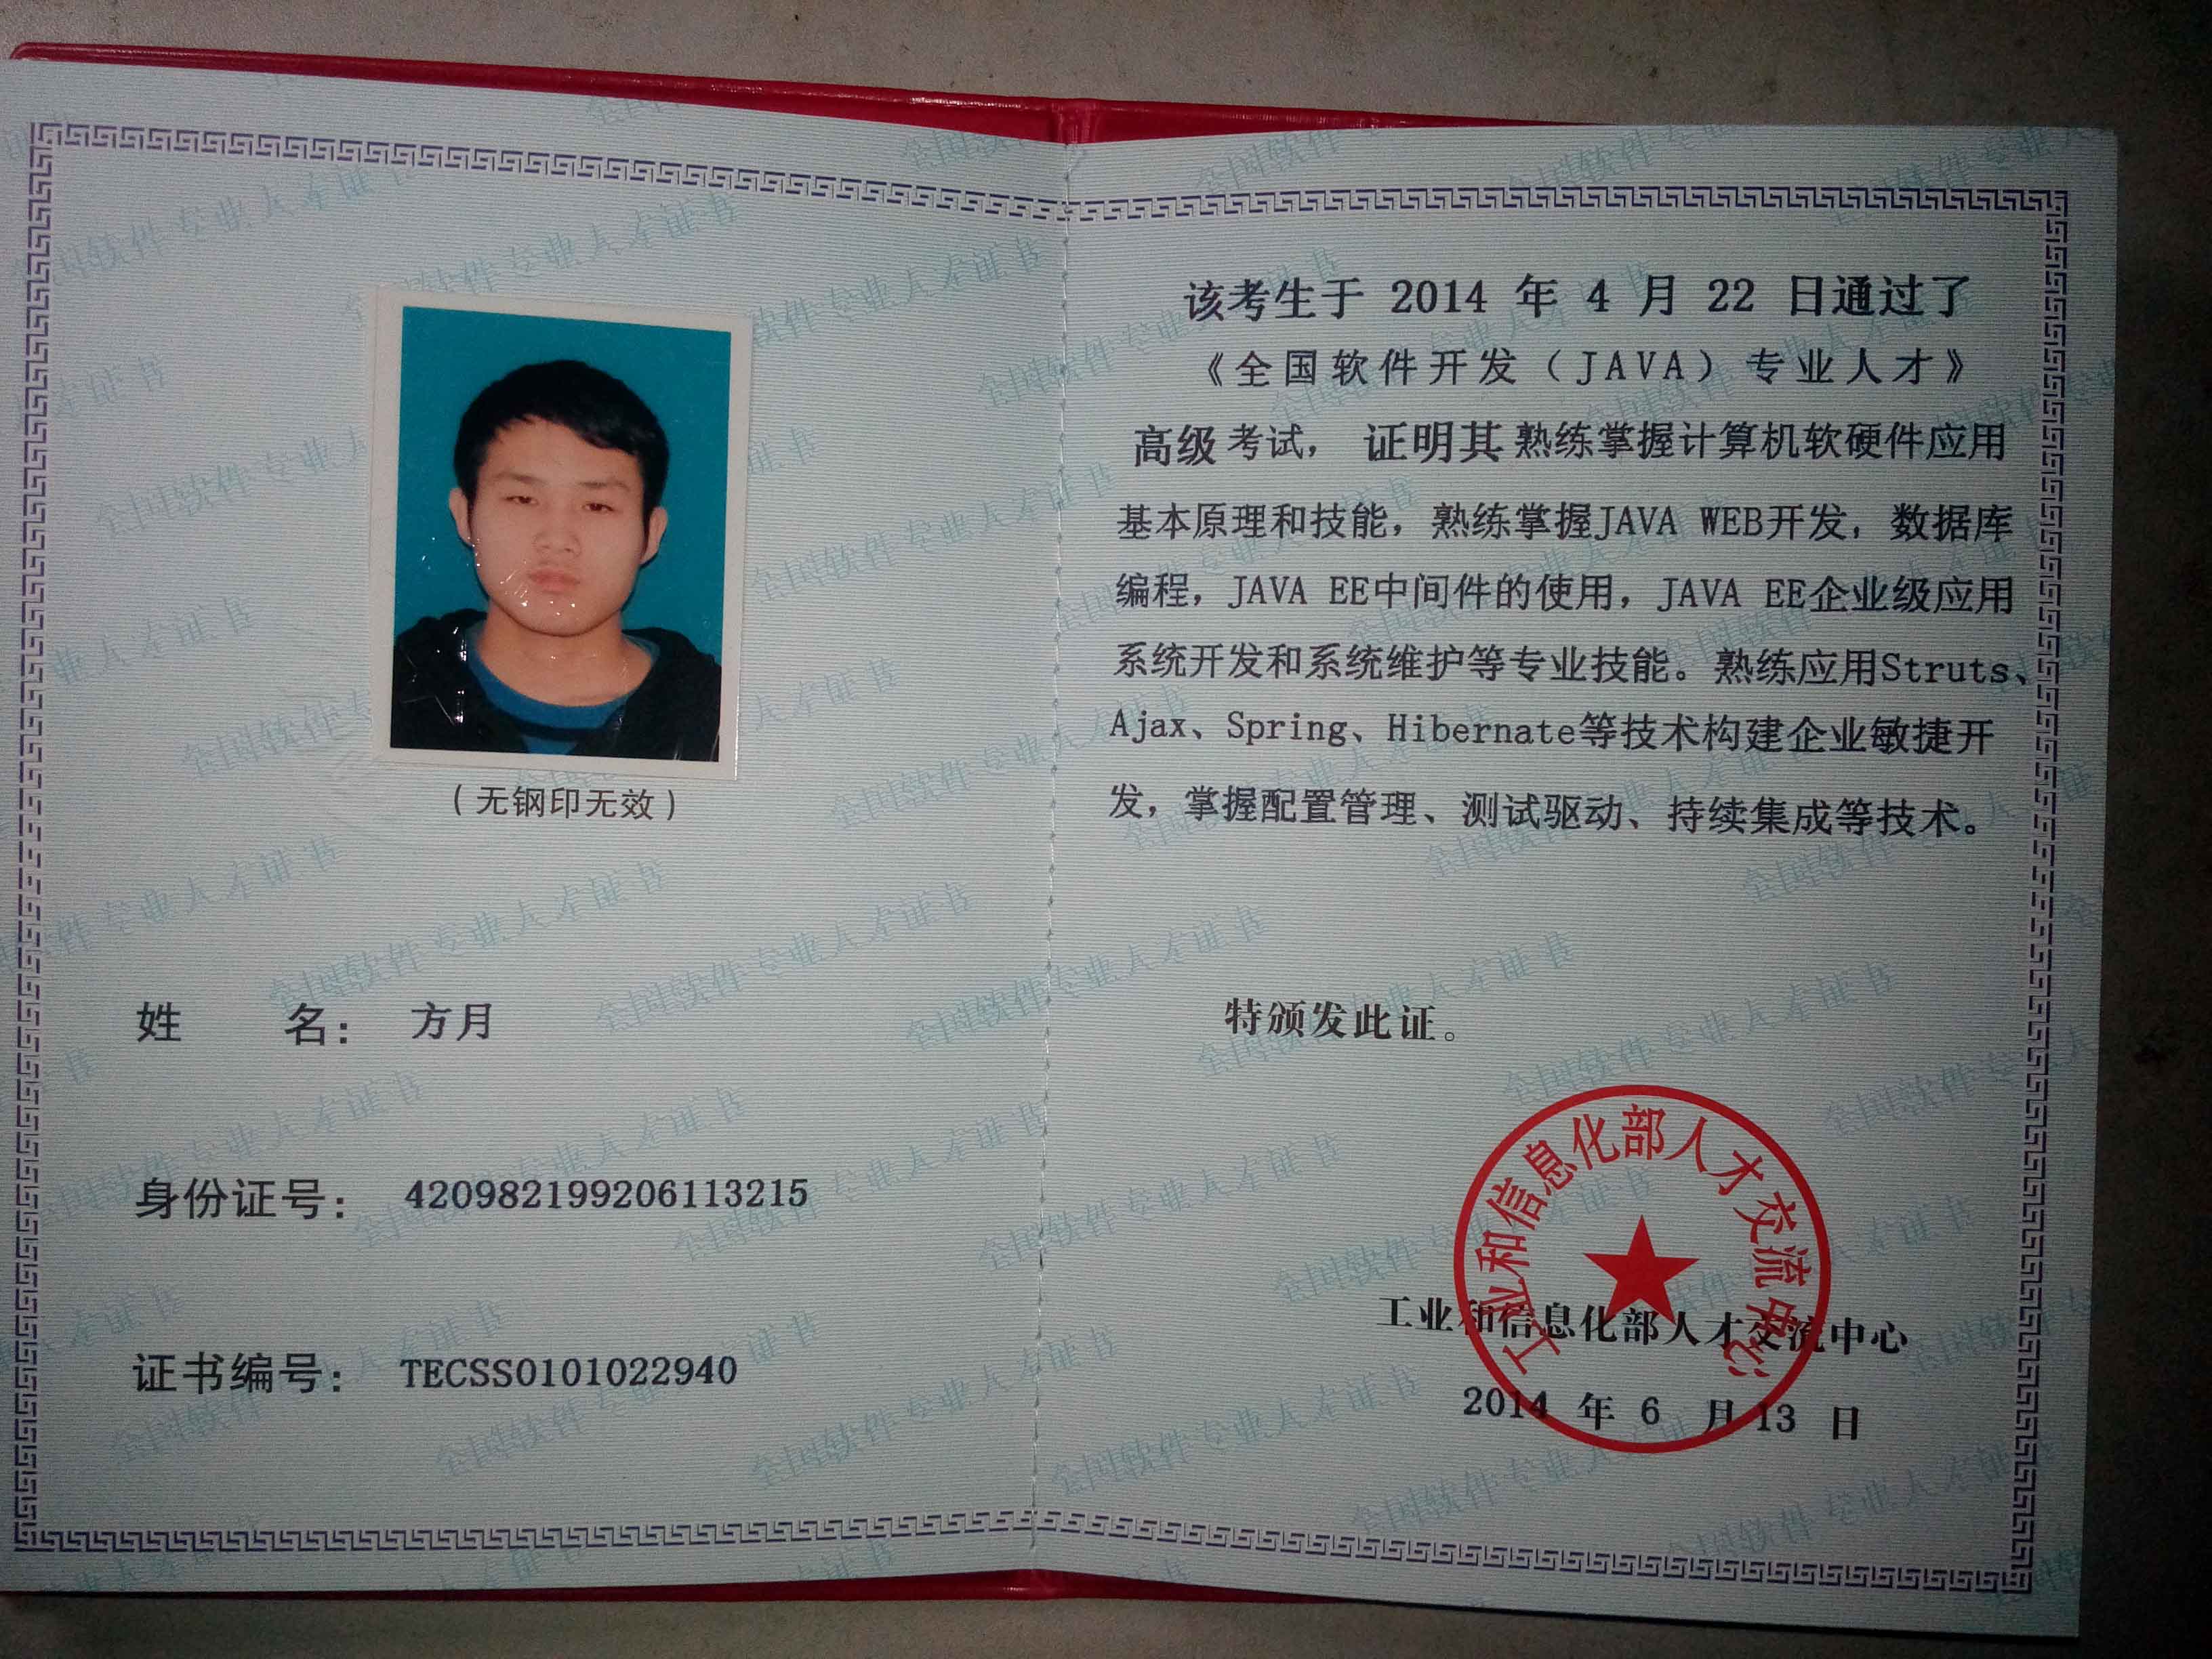 （无钢印无效）
姓 名： 方月
身份证号： 420982199206113215
证书编号： TECSS0101022940
该考生于 2014 年 4 月 22 日通过了
《全国软件开发（JAVA）专业人才》
高级 考试， 证明其 熟练掌握计算机软硬件应用
基本原理和技能，熟练掌握JAVA WEB开发，数据库
编程，JAVA EE中间件的使用，JAVA EE企业级应用
系统开发和系统维护等专业技能。熟练应用Struts、
Ajax、Spring、Hibernate等技术构建企业敏捷开
发，掌握配置管理、测试驱动、持续集成等技术。
特颁发此证。
工业和信息化部人才交流中心
工业和信息化部人才交流中心
2014 年 6 月 13 日
全国软件专业人才证书